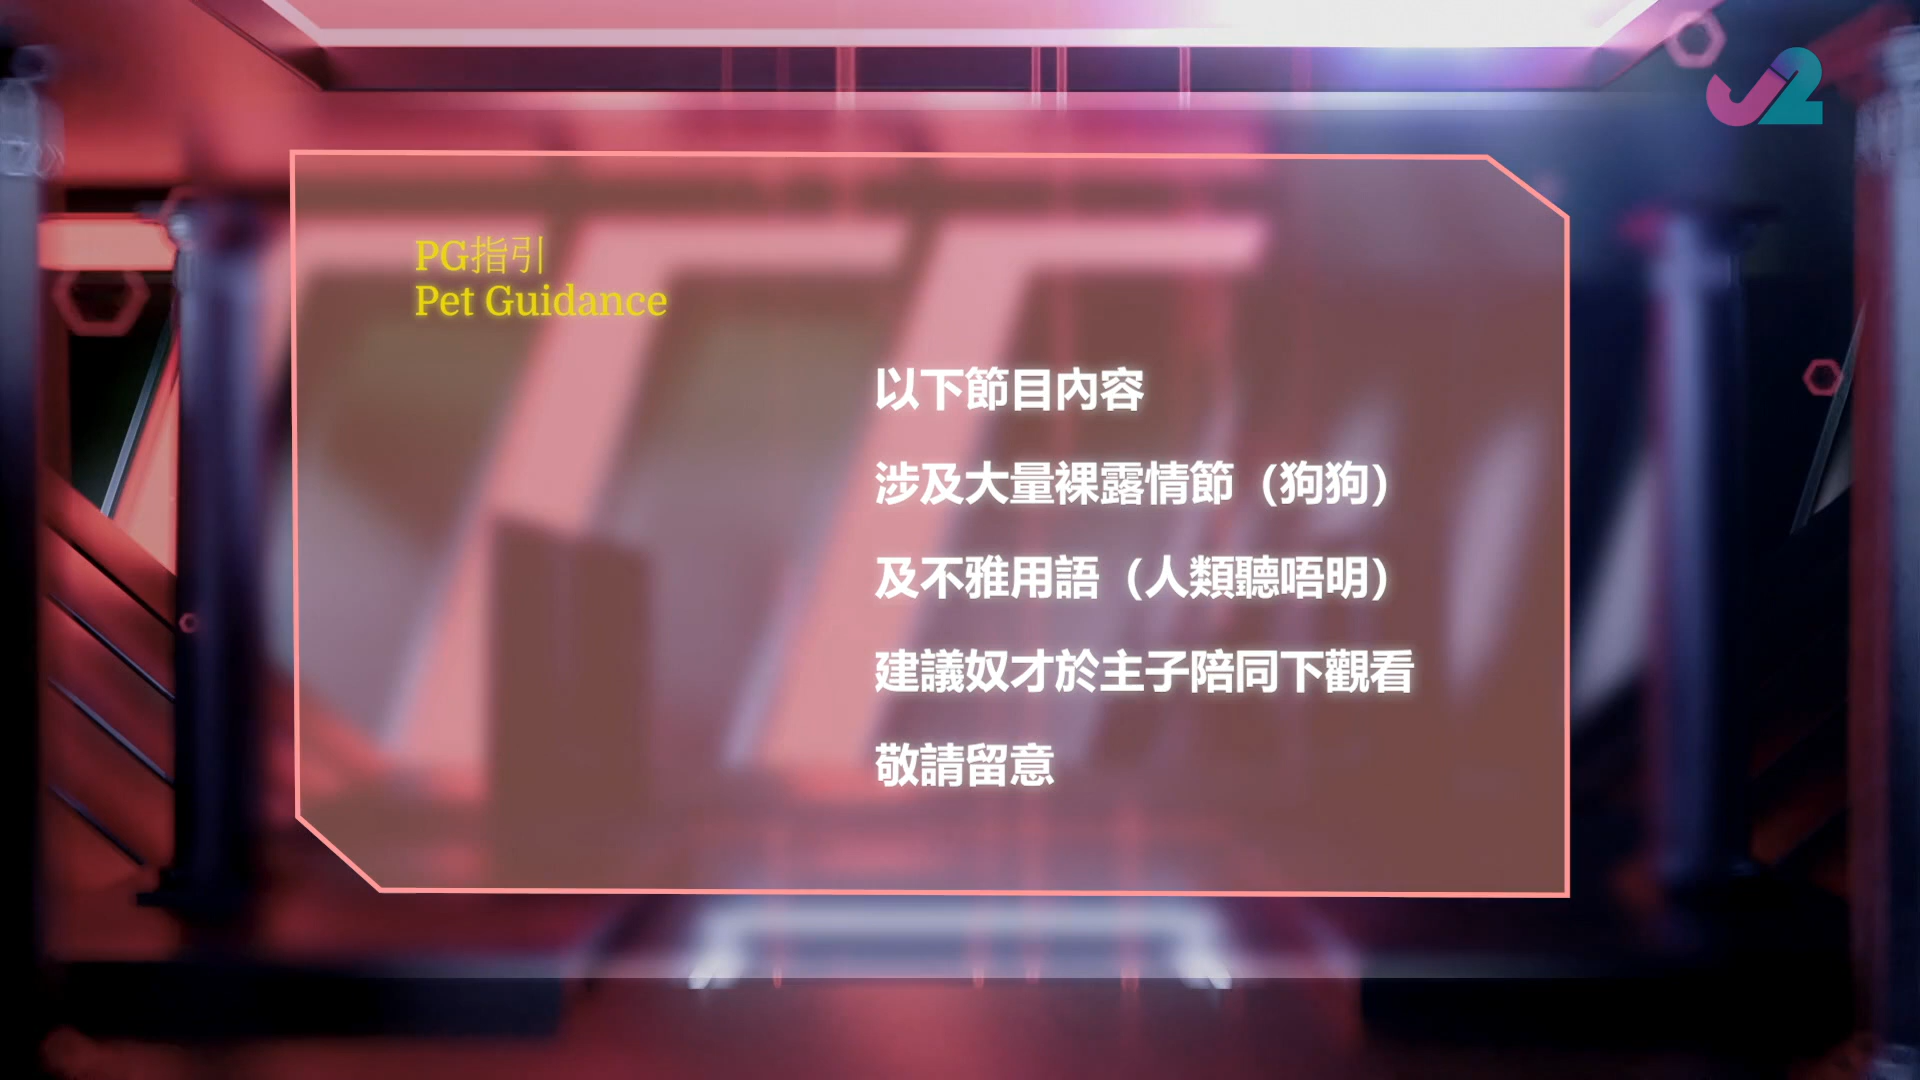 J2
PG指引
Pet Guidance
以下節目內容
涉及大量裸露情節（狗狗）
及不雅用語（人類聽唔明）
建議奴才於主子陪同下觀看
敬請留意